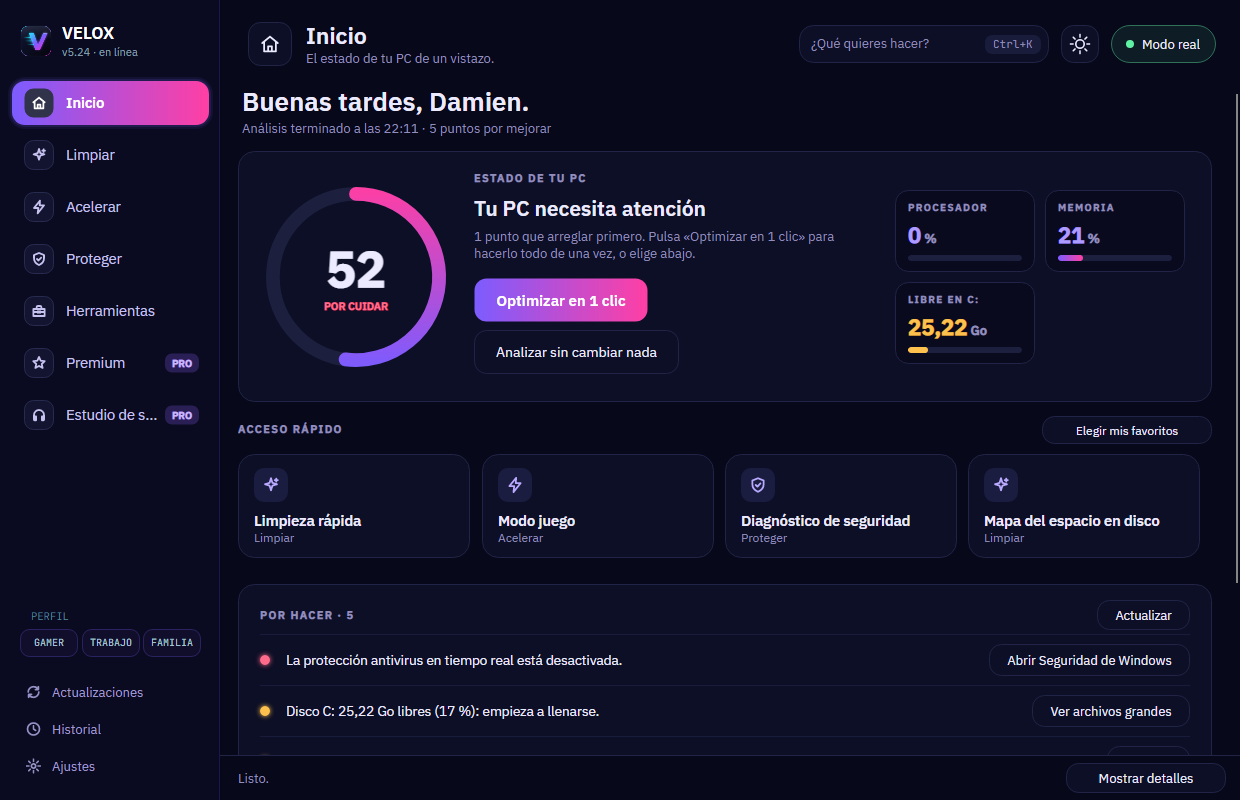 VELOX
v5.24 · en línea
Inicio
Limpiar
Acelerar
Proteger
Herramientas
Premium PRO
Estudio de s... PRO
PERFIL
GAMER TRABAJO FAMILIA
Actualizaciones
Historial
Ajustes
Inicio
El estado de tu PC de un vistazo.
¿Qué quieres hacer? Ctrl+K
Modo real
Buenas tardes, Damien.
Análisis terminado a las 22:11 · 5 puntos por mejorar
52
POR CUIDAR
ESTADO DE TU PC
Tu PC necesita atención
1 punto que arreglar primero. Pulsa «Optimizar en 1 clic» para
hacerlo todo de una vez, o elige abajo.
Optimizar en 1 clic
Analizar sin cambiar nada
PROCESADOR
0 %
MEMORIA
21 %
LIBRE EN C:
25,22 Go
ACCESO RÁPIDO
Elegir mis favoritos
Limpieza rápida
Limpiar
Modo juego
Acelerar
Diagnóstico de seguridad
Proteger
Mapa del espacio en disco
Limpiar
POR HACER · 5
Actualizar
La protección antivirus en tiempo real está desactivada.
Abrir Seguridad de Windows
Disco C: 25,22 Go libres (17 %): empieza a llenarse.
Ver archivos grandes
Listo.
Mostrar detalles